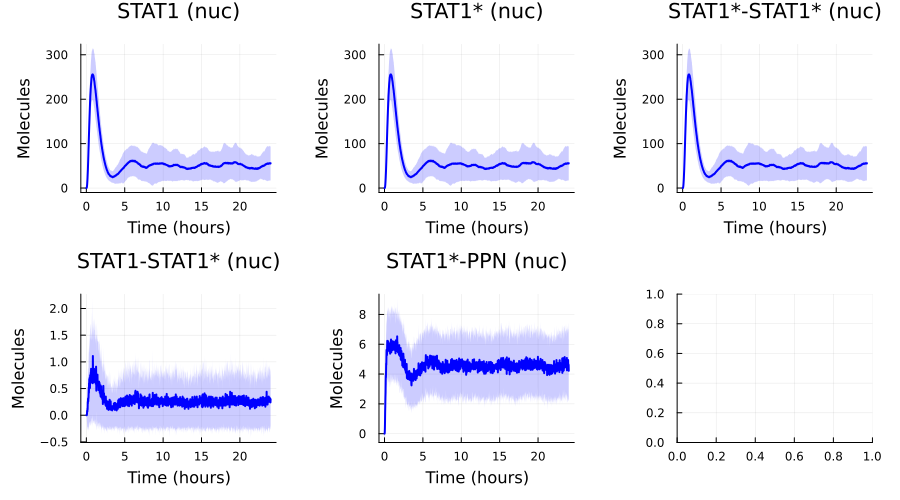 STAT1 (nuc)
STAT1* (nuc)
STAT1*-STAT1* (nuc)
Molecules
300
200
100
0
0 5 10 15 20
Time (hours)
Molecules
300
200
100
0
0 5 10 15 20
Time (hours)
Molecules
300
200
100
0
0 5 10 15 20
Time (hours)
STAT1-STAT1* (nuc)
STAT1*-PPN (nuc)
Molecules
2.0
1.5
1.0
0.5
0.0
−0.5
0 5 10 15 20
Time (hours)
Molecules
8
6
4
2
0
0 5 10 15 20
Time (hours)
1.0
0.8
0.6
0.4
0.2
0.0
0.0 0.2 0.4 0.6 0.8 1.0